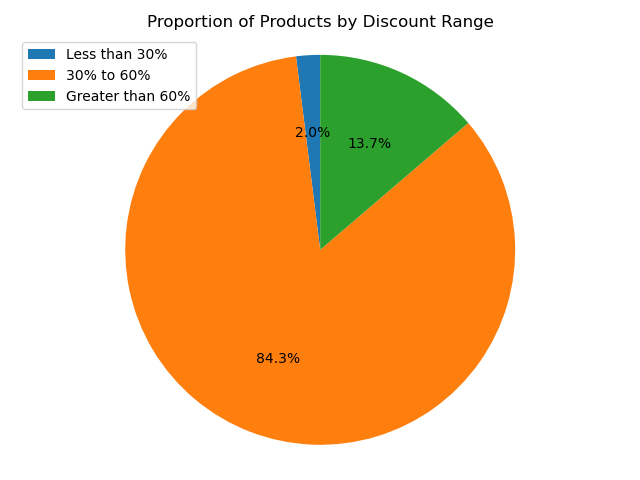 Proportion of Products by Discount Range
Less than 30%
30% to 60%
Greater than 60%
2.0%
13.7%
84.3%